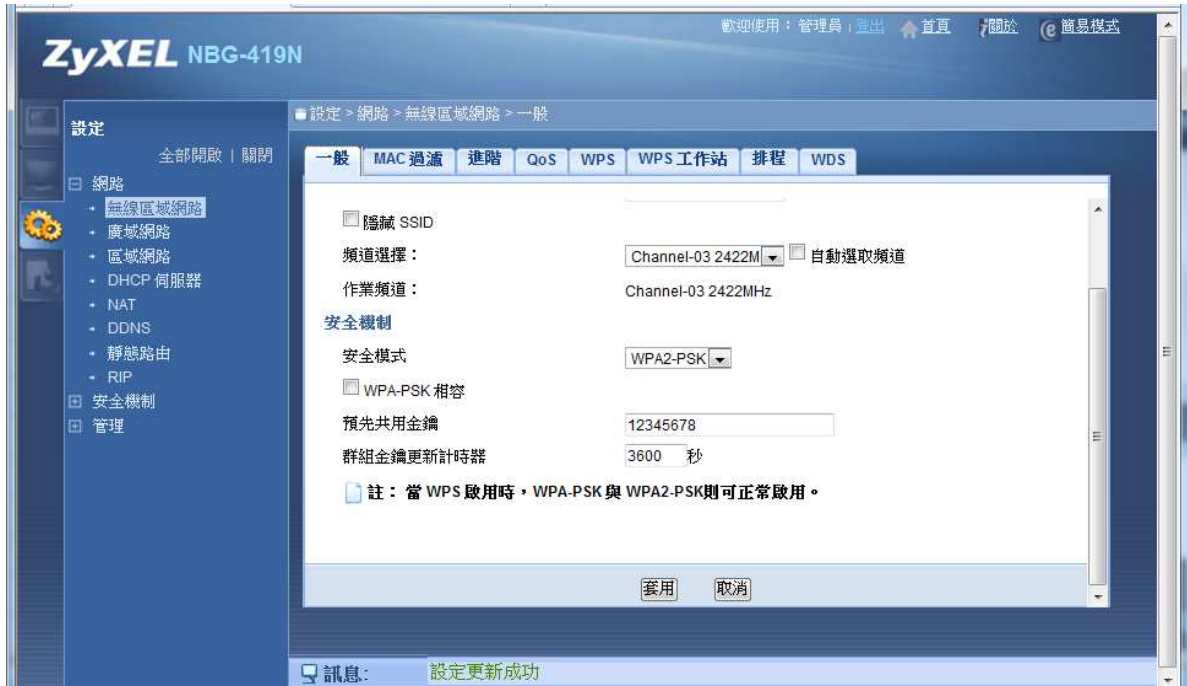 歡迎使用：管理員 | 登出 首頁 關於 簡易模式
ZyXEL NBG-419N
設定
全部開啟 | 關閉
網路
無線區域網路
廣域網路
區域網路
DHCP 伺服器
NAT
DDNS
靜態路由
RIP
安全機制
管理
設定 > 網路 > 無線區域網路 > 一般
一般 MAC 過濾 進階 QoS WPS WPS 工作站 排程 WDS
隱藏 SSID
頻道選擇： Channel-03 2422M 自動選取頻道
作業頻道： Channel-03 2422MHz
安全機制
安全模式 WPA2-PSK
WPA-PSK 相容
預先共用金鑰 12345678
群組金鑰更新計時器 3600 秒
註： 當 WPS 啟用時，WPA-PSK 與 WPA2-PSK則可正常啟用。
套用 取消
訊息: 設定更新成功